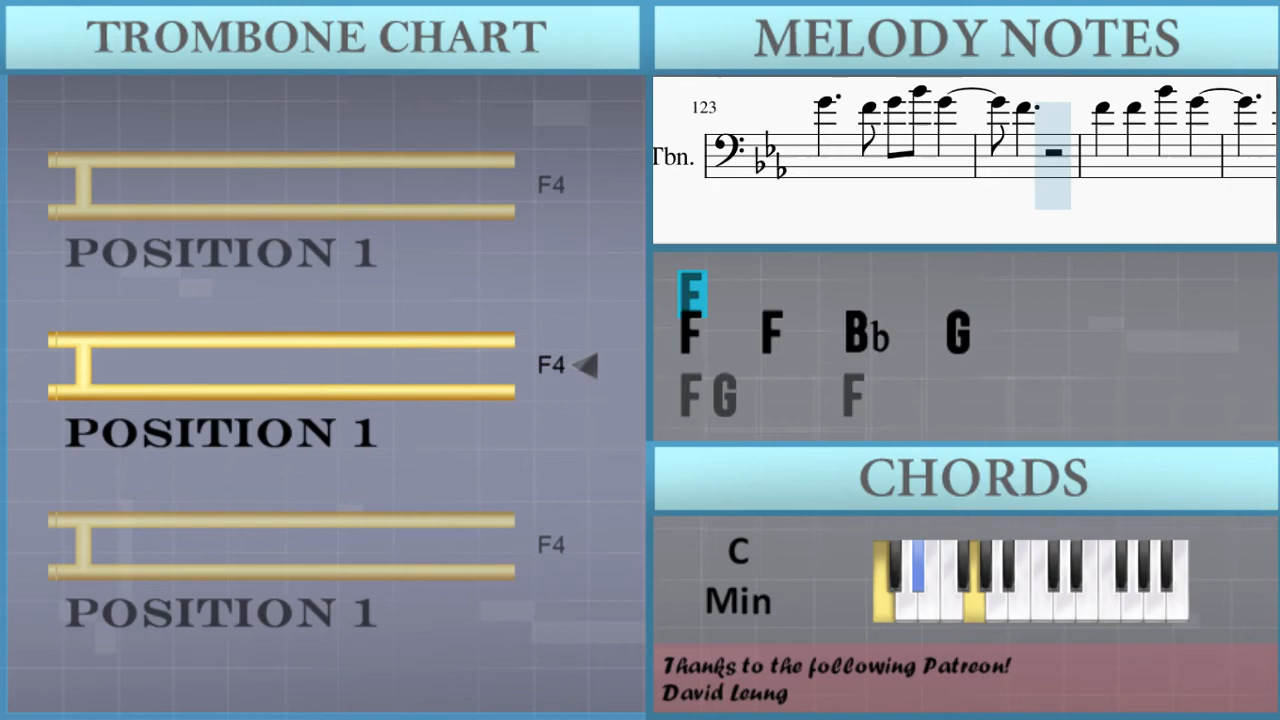 TROMBONE CHART
F4
POSITION 1
F4
POSITION 1
F4
POSITION 1
MELODY NOTES
123
Tbn.
F
F F Bb G
F G F
CHORDS
C
Min
Thanks to the following Patreon!
David Leung